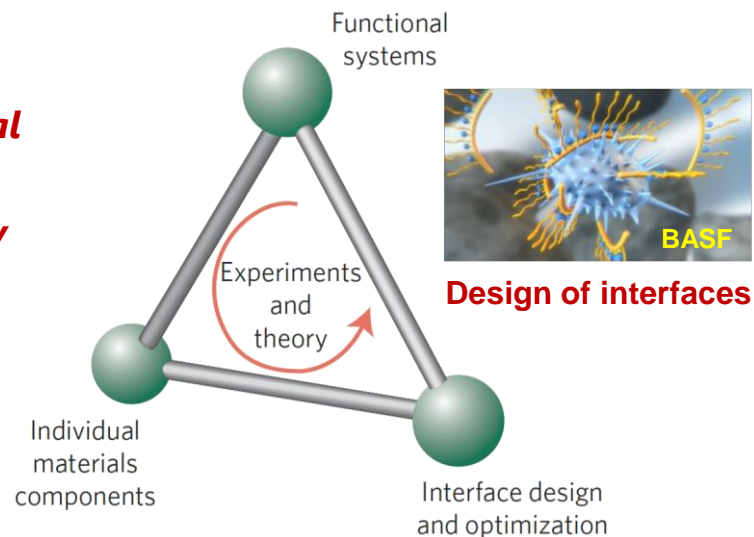 Functional
systems
BASF
Design of interfaces
Experiments
and
theory
Individual
materials
components
Interface design
and optimization